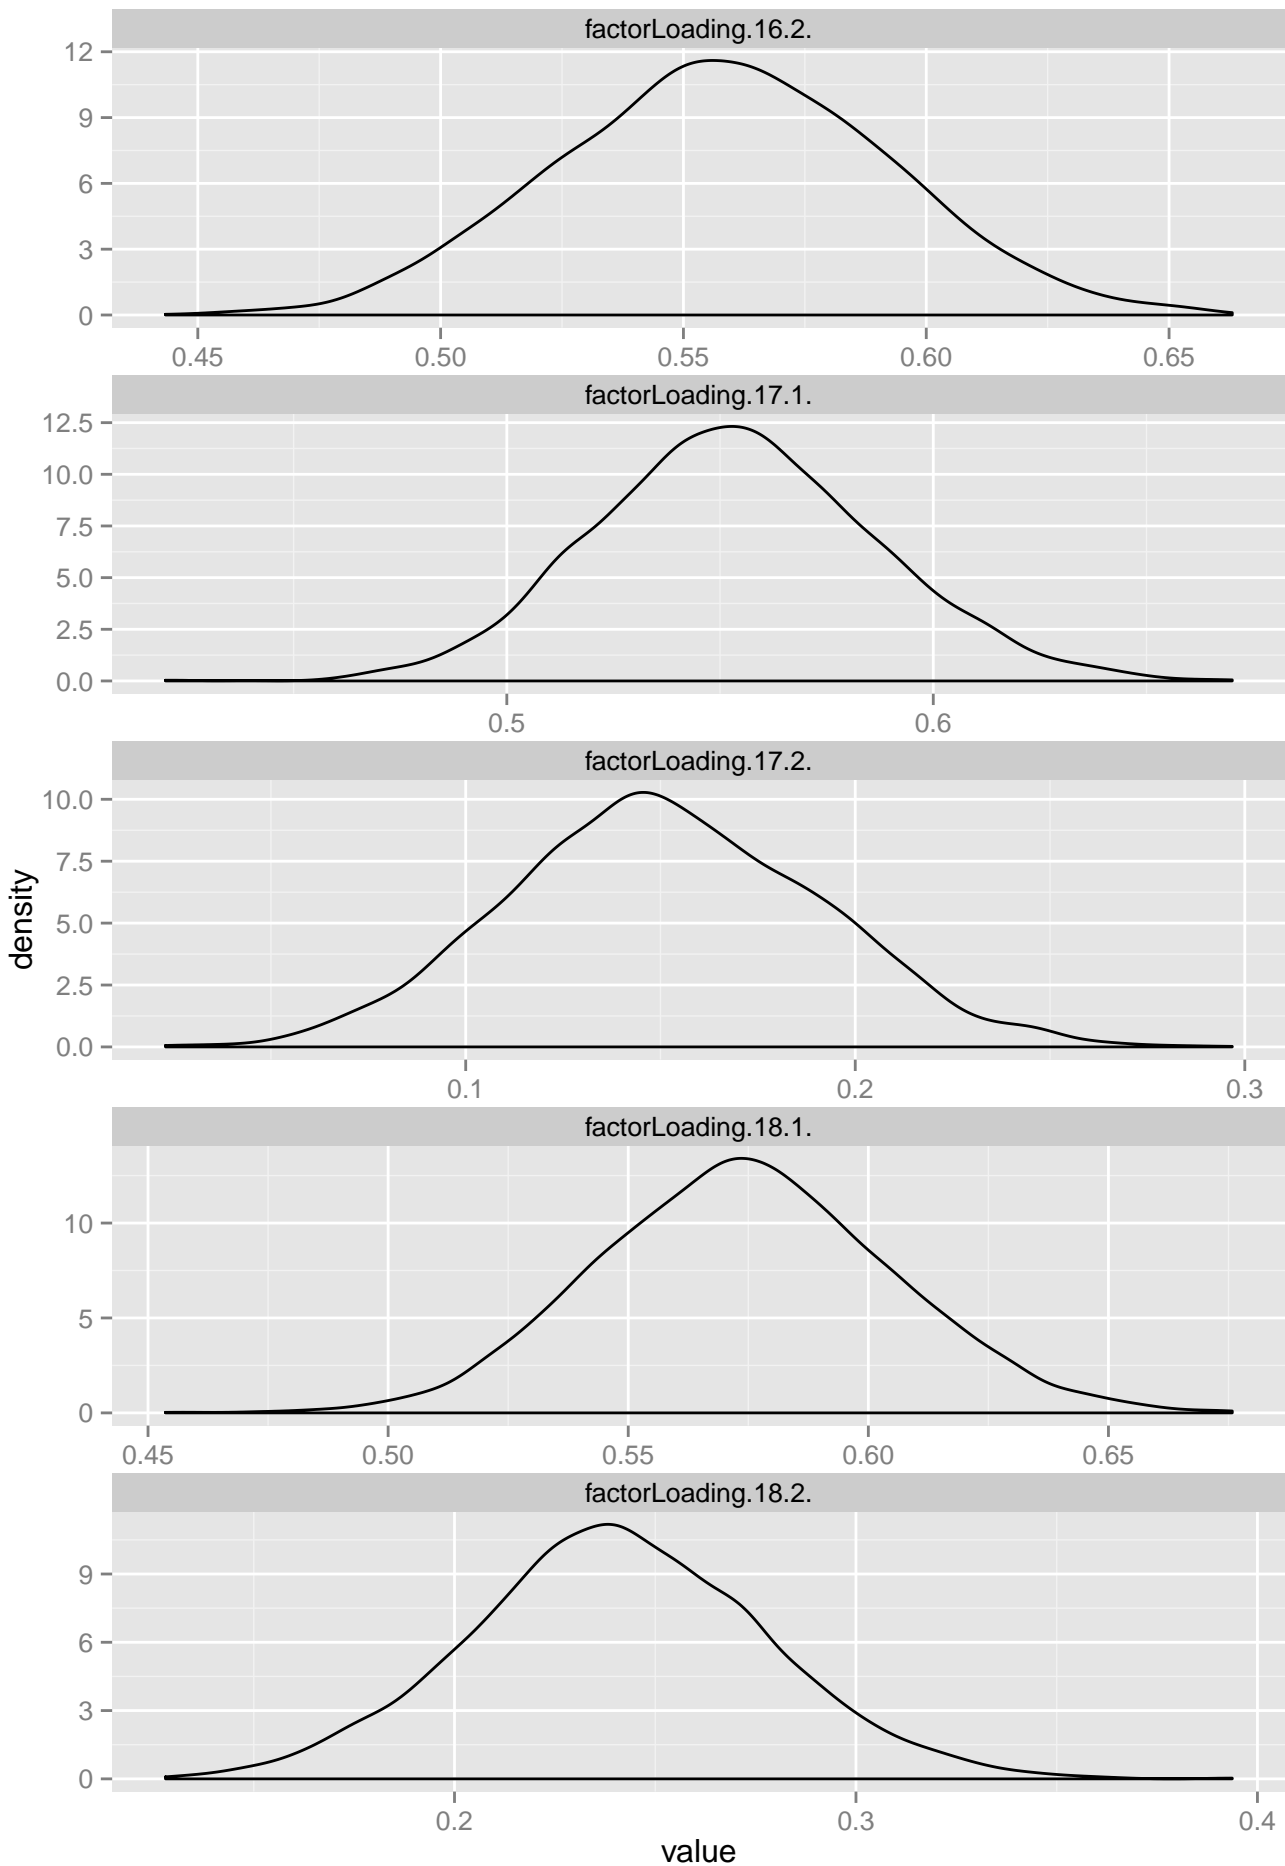 factorLoading.16.2.
12
9
6
3
0
0.45 0.50 0.55 0.60 0.65
factorLoading.17.1.
12.5
10.0
7.5
5.0
2.5
0.0
0.5 0.6
factorLoading.17.2.
10.0
7.5
5.0
2.5
0.0
0.1 0.2 0.3
density
factorLoading.18.1.
10
5
0
0.45 0.50 0.55 0.60 0.65
factorLoading.18.2.
9
6
3
0
0.2 0.3 0.4
value